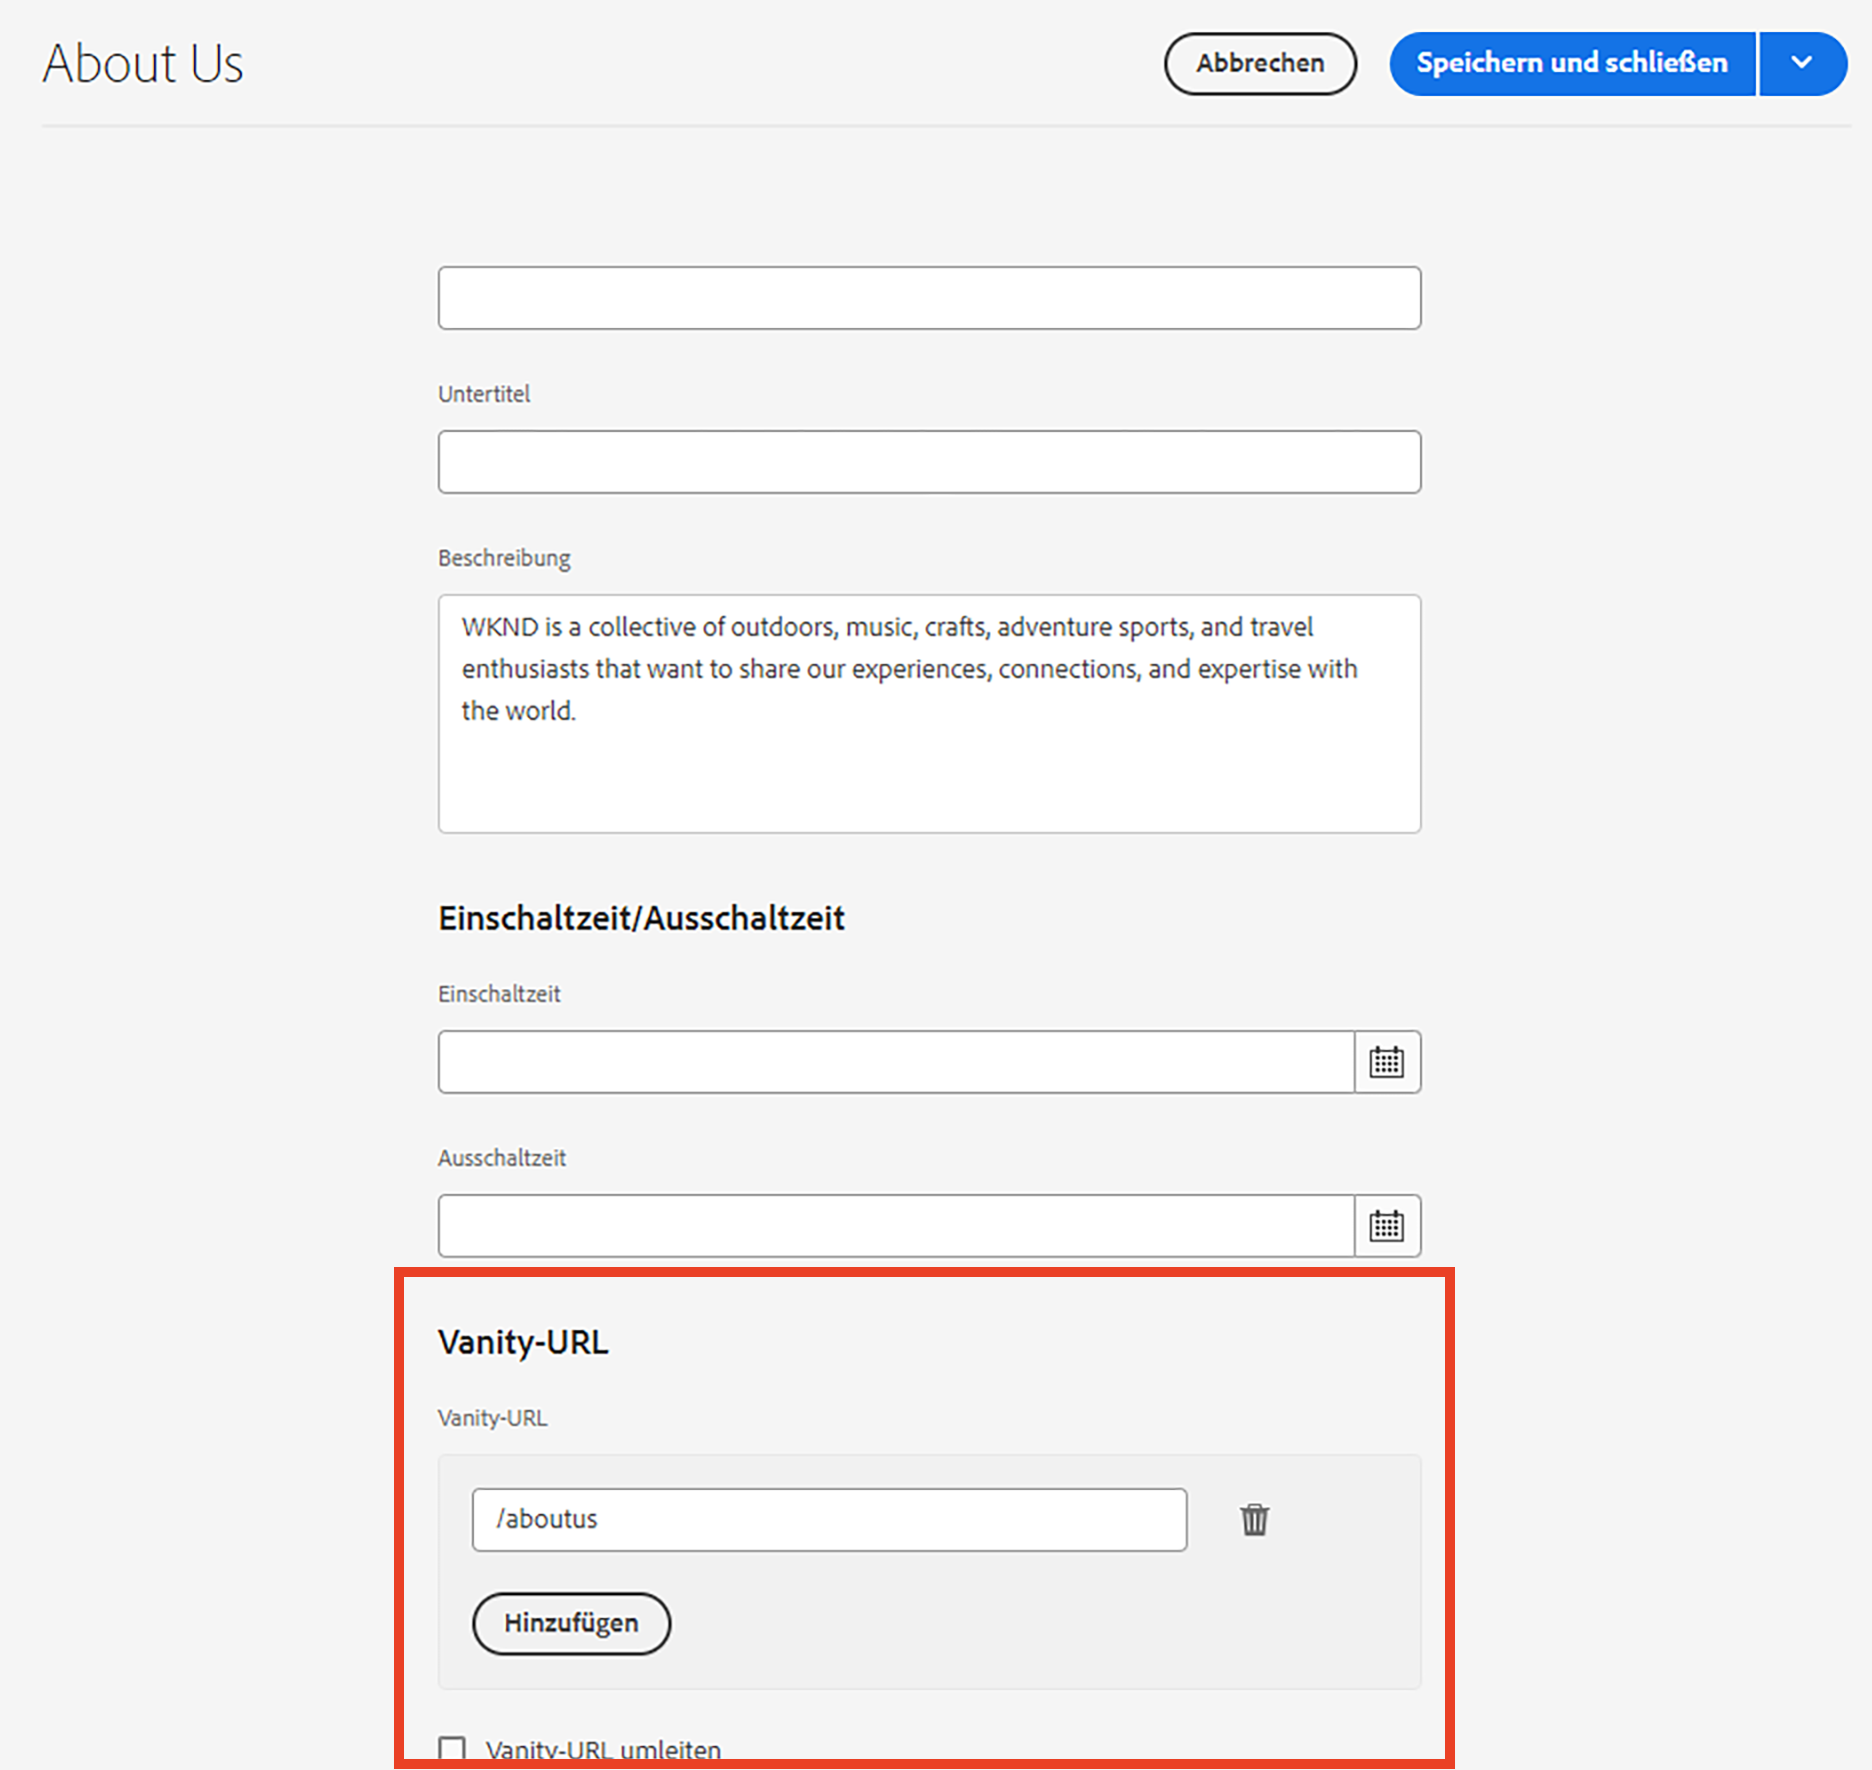 About Us
Abbrechen
Speichern und schließen
Untertitel
Beschreibung
WKND is a collective of outdoors, music, crafts, adventure sports, and travel
enthusiasts that want to share our experiences, connections, and expertise with
the world.
Einschaltzeit/Ausschaltzeit
Einschaltzeit
Ausschaltzeit
Vanity-URL
Vanity-URL
/aboutus
Hinzufügen
Vanity-URL umleiten